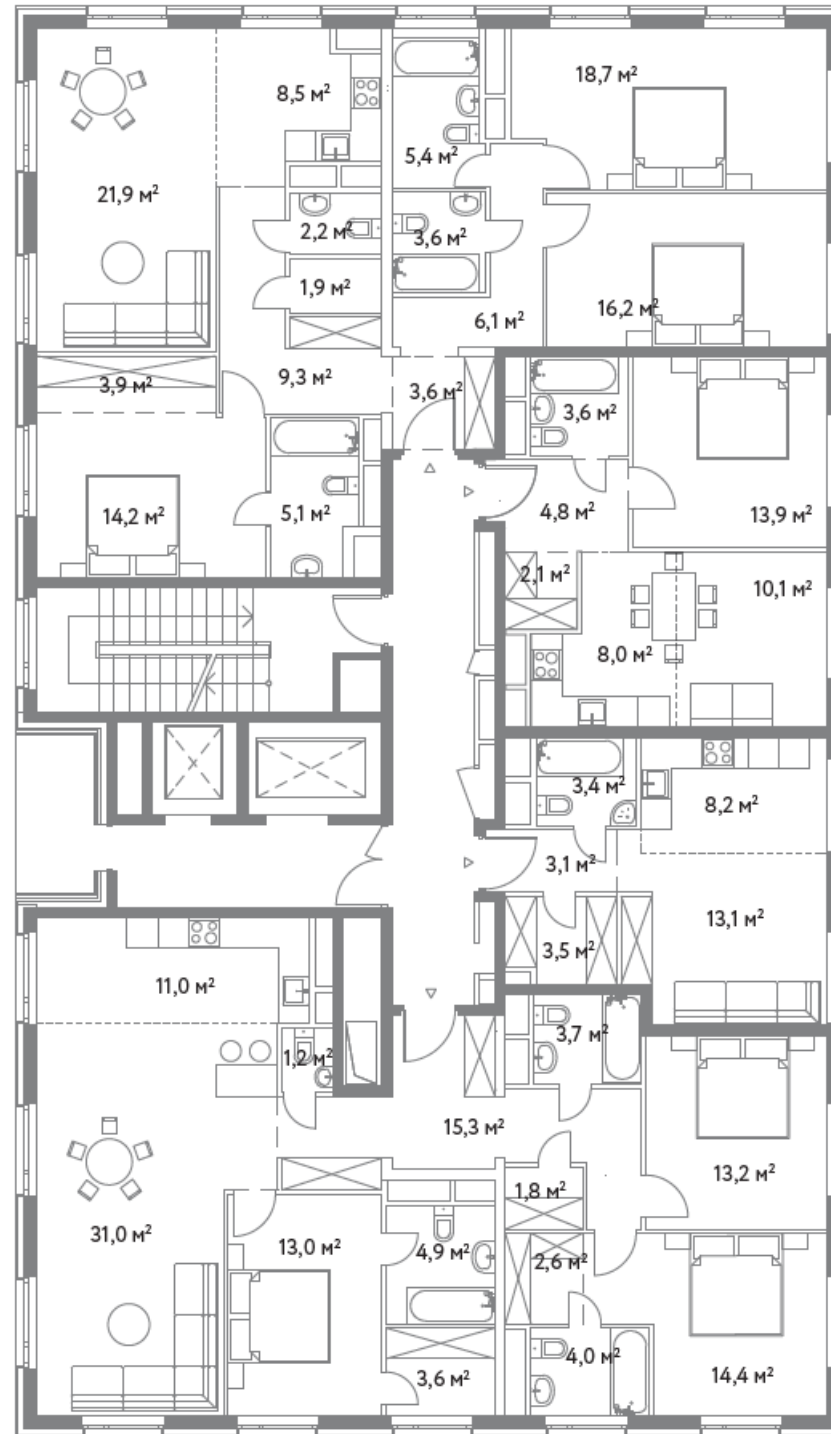 18,7 м²
8,5 м²
5,4 м²
21,9 м²
2,2 м²
3,6 м²
1,9 м²
16,2 м²
6,1 м²
9,3 м²
3,9 м²
3,6 м²
3,6 м²
14,2 м²
5,1 м²
4,8 м²
13,9 м²
2,1 м²
10,1 м²
8,0 м²
3,4 м²
8,2 м²
3,1 м²
13,1 м²
3,5 м²
11,0 м²
3,7 м²
1,2 м²
15,3 м²
13,2 м²
1,8 м²
31,0 м²
13,0 м²
4,9 м²
2,6 м²
4,0 м²
3,6 м²
14,4 м²